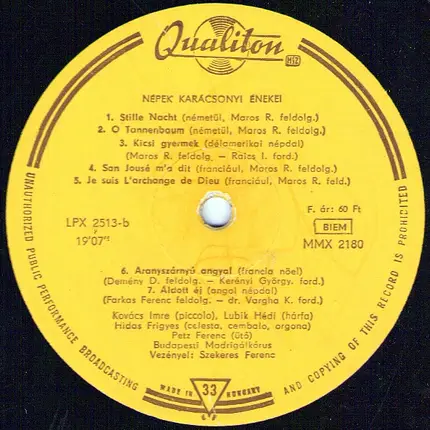 Qualiton
NÉPEK KARÁCSONYI ÉNEKEI
1. Stille Nacht (németül, Maros R. feldolg.)
2. O Tannenbaum (németül, Maros R. feldolg.)
3. Kicsi gyermek (délamerikai népdal)
(Maros R. feldolg. – Raics I. ford.)
4. San Jousé m'a dit (franciául, Maros R. feldolg.)
5. Je suis L'archange de Dieu (franciául, Maros R. feld.)
LPX 2513-b
19'07"
F. ár: 60 Ft
BIEM
MMX 2180
6. Aranyszárnyú angyal (francia nöel)
(Demény D. feldolg. – Kerényi György. ford.)
7. Áldott éj (angol népdal)
(Farkas Ferenc feldolg. – dr. Vargha K. ford.)
Kovács Imre (piccolo), Lubik Hédi (hárfa)
Hidas Frigyes (celesta, cembalo, organa)
Petz Ferenc (ütő)
Budapesti Madrigálkórus
Vezényel: Szekeres Ferenc
UNAUTHORIZED PUBLIC PERFORMANCE BROADCASTING AND COPYING OF THIS RECORD IS PROHIBITED
MADE IN 33 HUNGARY